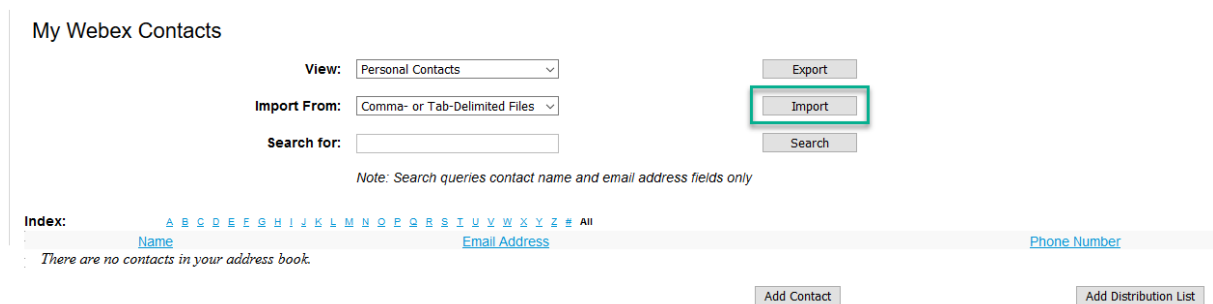 My Webex Contacts
View: Personal Contacts Export
Import From: Comma- or Tab-Delimited Files Import
Search for: Search
Note: Search queries contact name and email address fields only
Index: A B C D E F G H I J K L M N O P Q R S T U V W X Y Z # All
Name Email Address Phone Number
There are no contacts in your address book.
Add Contact Add Distribution List